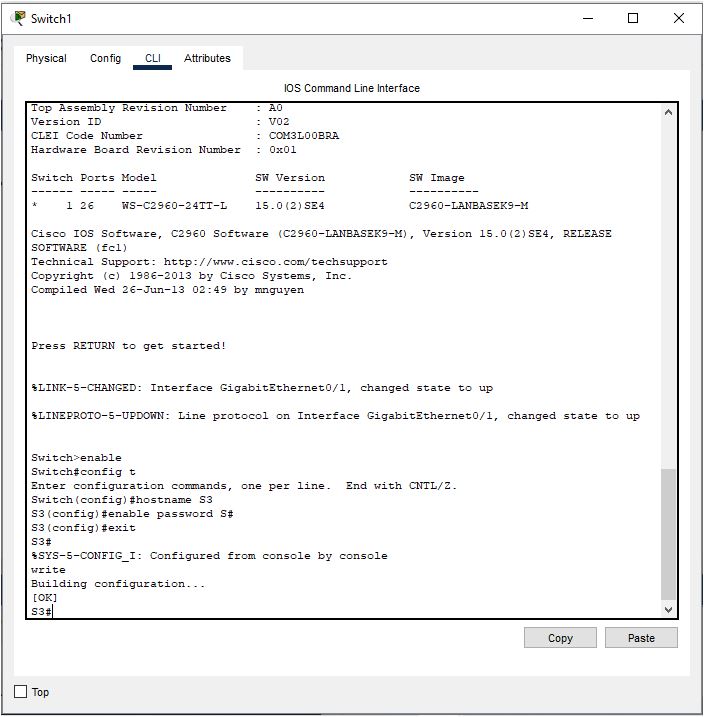 Switch1
Physical Config CLI Attributes
IOS Command Line Interface
Top Assembly Revision Number : A0
Version ID : V02
CLEI Code Number : COM3L00BRA
Hardware Board Revision Number : 0x01
Switch Ports Model SW Version SW Image
------ ----- ----- ---------- ----------
* 1 26 WS-C2960-24TT-L 15.0(2)SE4 C2960-LANBASEK9-M
Cisco IOS Software, C2960 Software (C2960-LANBASEK9-M), Version 15.0(2)SE4, RELEASE
SOFTWARE (fc1)
Technical Support: http://www.cisco.com/techsupport
Copyright (c) 1986-2013 by Cisco Systems, Inc.
Compiled Wed 26-Jun-13 02:49 by mnguyen
Press RETURN to get started!
%LINK-5-CHANGED: Interface GigabitEthernet0/1, changed state to up
%LINEPROTO-5-UPDOWN: Line protocol on Interface GigabitEthernet0/1, changed state to up
Switch>enable
Switch#config t
Enter configuration commands, one per line. End with CNTL/Z.
Switch(config)#hostname S3
S3(config)#enable password S#
S3(config)#exit
S3#
%SYS-5-CONFIG_I: Configured from console by console
write
Building configuration...
[OK]
S3#
Copy Paste
Top